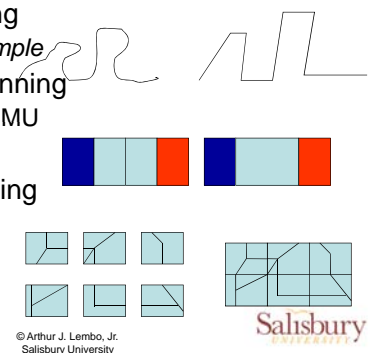 ng
mple
nning
MU
ing
© Arthur J. Lembo, Jr.
Salisbury University
Salisbury